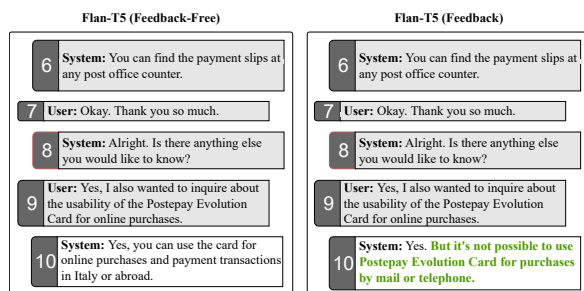 Flan-T5 (Feedback-Free)
6
System: You can find the payment slips at
any post office counter.
7
User: Okay. Thank you so much.
8
System: Alright. Is there anything else
you would like to know?
9
User: Yes, I also wanted to inquire about
the usability of the Postepay Evolution
Card for online purchases.
10
System: Yes, you can use the card for
online purchases and payment transactions
in Italy or abroad.
Flan-T5 (Feedback)
6
System: You can find the payment slips at
any post office counter.
7
User: Okay. Thank you so much.
8
System: Alright. Is there anything else
you would like to know?
9
User: Yes, I also wanted to inquire about
the usability of the Postepay Evolution
Card for online purchases.
10
System: Yes. But it's not possible to use
Postepay Evolution Card for purchases
by mail or telephone.